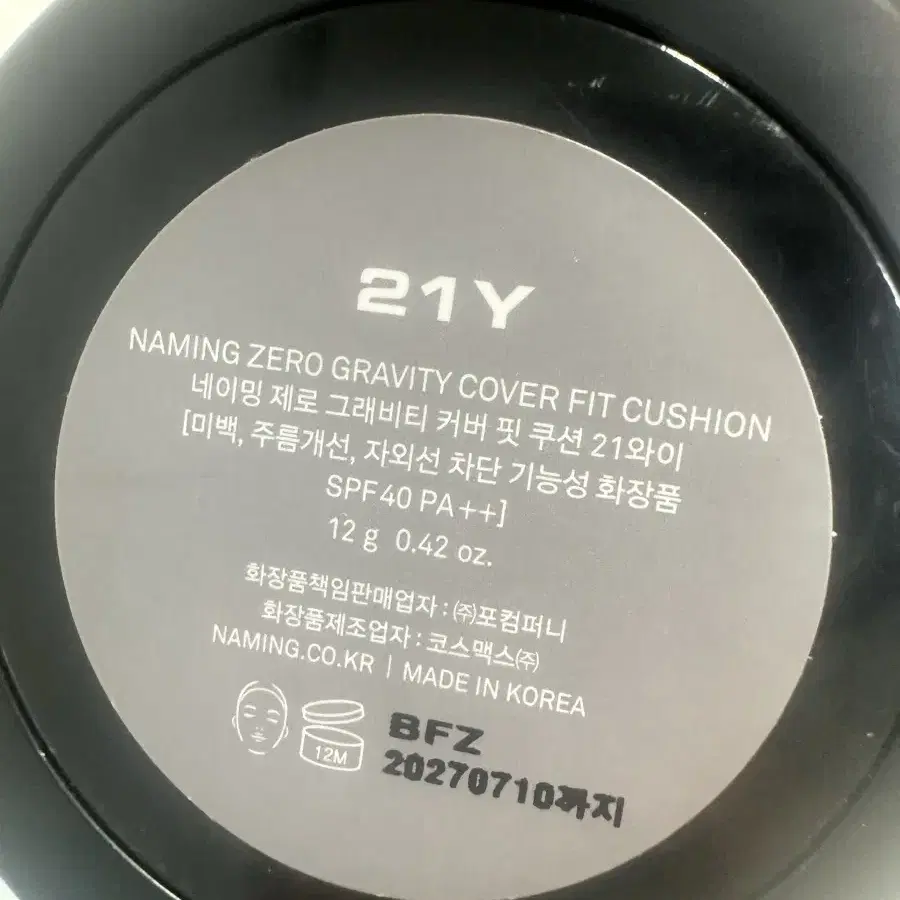 21Y
NAMING ZERO GRAVITY COVER FIT CUSHION
네이밍 제로 그래비티 커버 핏 쿠션 21와이
[미백, 주름개선, 자외선 차단 기능성 화장품
SPF40 PA++]
12 g 0.42 oz.
화장품책임판매업자 : ㈜포컴퍼니
화장품제조업자 : 코스맥스㈜
NAMING.CO.KR | MADE IN KOREA
12M
BFZ
20270710까지